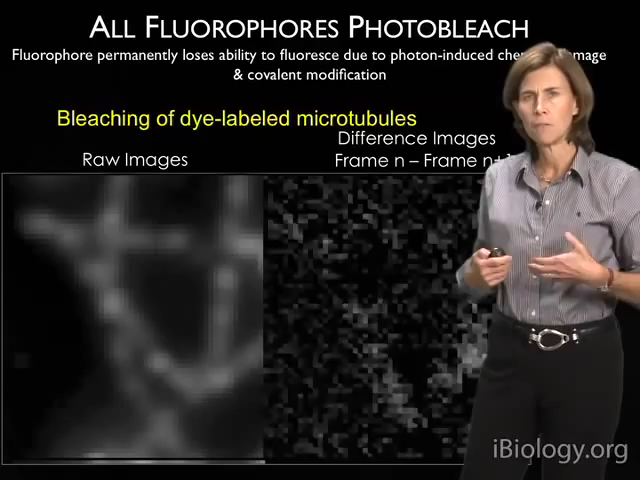 ALL FLUOROPHORES PHOTOBLEACH
Fluorophore permanently loses ability to fluoresce due to photon-induced
& covalent modification
Bleaching of dye-labeled microtubules
Difference Images
Raw Images
Frame n – Frame n+1
iBiology.org